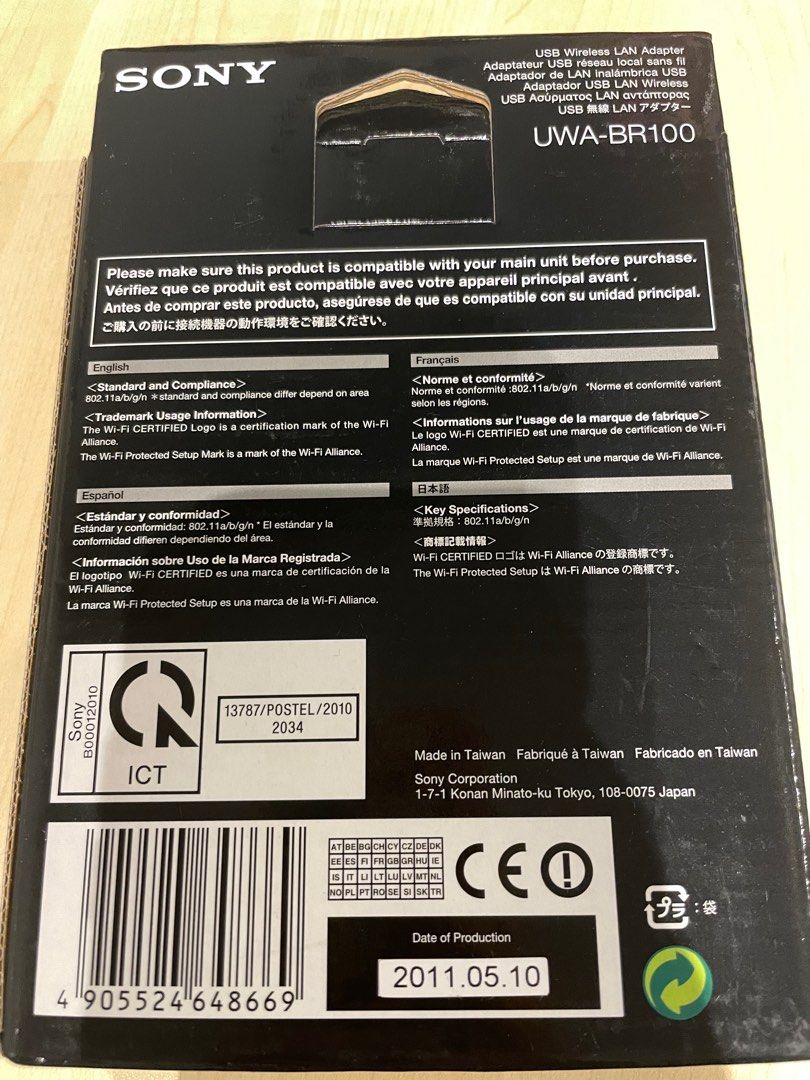 SONY
USB Wireless LAN Adapter
Adaptateur USB réseau local sans fil
Adaptador de LAN inalámbrica USB
Adaptador USB LAN Wireless
USB Ασύρματος LAN αντάπτορας
USB 無線 LAN アダプター
UWA-BR100
Please make sure this product is compatible with your main unit before purchase.
Vérifiez que ce produit est compatible avec votre appareil principal avant .
Antes de comprar este producto, asegúrese de que es compatible con su unidad principal.
ご購入の前に接続機器の動作環境をご確認ください。
English
<Standard and Compliance>
802.11a/b/g/n *standard and compliance differ depend on area
<Trademark Usage Information>
The Wi-Fi CERTIFIED Logo is a certification mark of the Wi-Fi
Alliance.
The Wi-Fi Protected Setup Mark is a mark of the Wi-Fi Alliance.
Français
<Norme et conformité>
Norme et conformité :802.11a/b/g/n *Norme et conformité varient
selon les régions.
<Informations sur l'usage de la marque de fabrique>
Le logo Wi-Fi CERTIFIED est une marque de certification de Wi-Fi
Alliance.
La marque Wi-Fi Protected Setup est une marque de Wi-Fi Alliance.
Español
<Estándar y conformidad>
Estándar y conformidad: 802.11a/b/g/n * El estándar y la
conformidad difieren dependiendo del área.
<Información sobre Uso de la Marca Registrada>
El logotipo Wi-Fi CERTIFIED es una marca de certificación de la
Wi-Fi Alliance.
La marca Wi-Fi Protected Setup es una marca de la Wi-Fi Alliance.
日本語
<Key Specifications>
準拠規格：802.11a/b/g/n
<商標記載情報>
Wi-Fi CERTIFIED ロゴは Wi-Fi Alliance の登録商標です。
The Wi-Fi Protected Setup は Wi-Fi Alliance の商標です。
Sony
B00012010
ICT
13787/POSTEL/2010
2034
Made in Taiwan Fabriqué à Taiwan Fabricado en Taiwan
Sony Corporation
1-7-1 Konan Minato-ku Tokyo, 108-0075 Japan
4 905524 648669
AT BE BG CH CY CZ DE DK
EE ES FI FR GB GR HU IE
IS IT LI LT LU LV MT NL
NO PL PT RO SE SI SK TR
CE
Date of Production
2011.05.10
プラ：袋